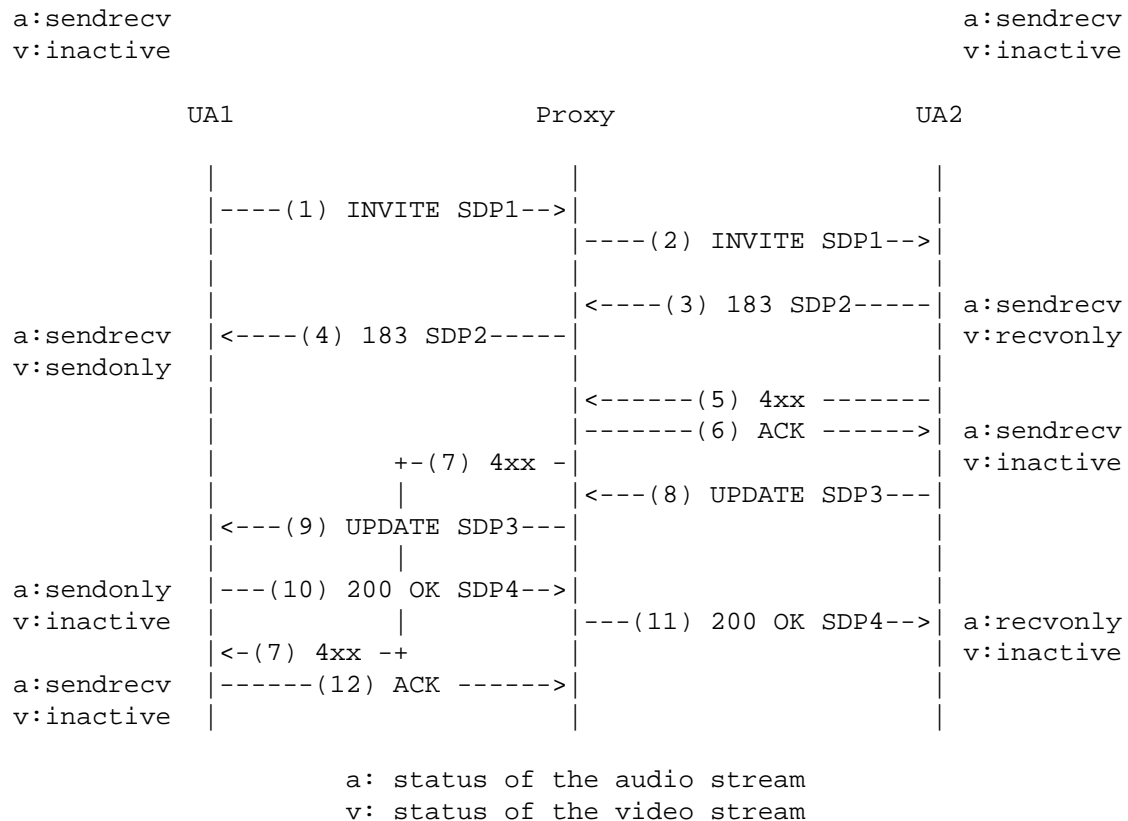 a:sendrecv                                                  a:sendrecv
v:inactive                                                  v:inactive
UA1                   Proxy                  UA2
|                      |                      |
|----(1) INVITE SDP1-->|                      |
|                      |----(2) INVITE SDP1-->|
|                      |                      |
|                      |<----(3) 183 SDP2-----| a:sendrecv
a:sendrecv  |<----(4) 183 SDP2-----|                      | v:recvonly
v:sendonly  |                      |                      |
|                      |<------(5) 4xx -------|
|                      |-------(6) ACK ------>| a:sendrecv
|           +-(7) 4xx -|                      | v:inactive
|           |          |<---(8) UPDATE SDP3---|
|<---(9) UPDATE SDP3---|                      |
|           |          |                      |
a:sendonly  |---(10) 200 OK SDP4-->|                      |
v:inactive  |           |          |---(11) 200 OK SDP4-->| a:recvonly
|<-(7) 4xx -+          |                      | v:inactive
a:sendrecv  |------(12) ACK ------>|                      |
v:inactive  |                      |                      |
a: status of the audio stream
v: status of the video stream